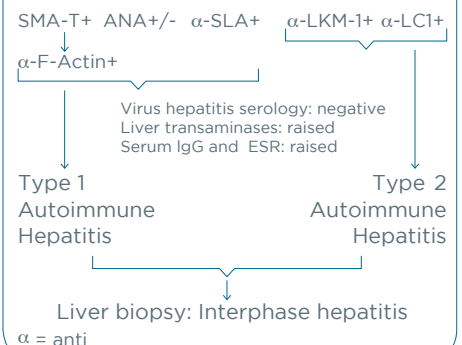 SMA-T+ ANA+/- α-SLA+ α-LKM-1+ α-LC1+
α-F-Actin+
Virus hepatitis serology: negative
Liver transaminases: raised
Serum IgG and ESR: raised
Type 1
Autoimmune
Hepatitis
Type 2
Autoimmune
Hepatitis
Liver biopsy: Interphase hepatitis
α = anti